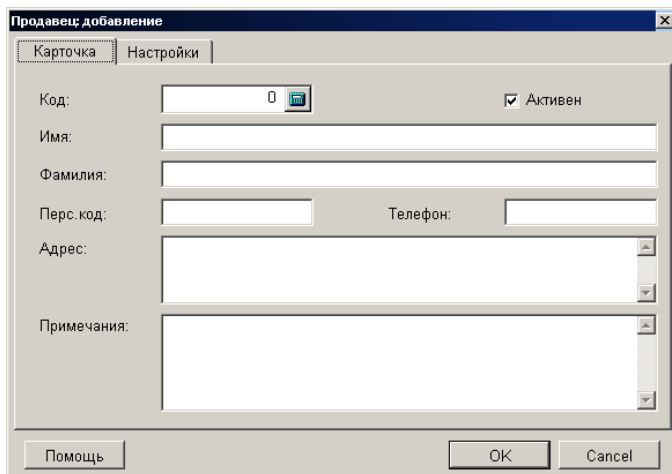 Продавец: добавление
Карточка Настройки
Код: 0 Активен
Имя:
Фамилия:
Перс.код: Телефон:
Адрес:
Примечания:
Помощь OK Cancel